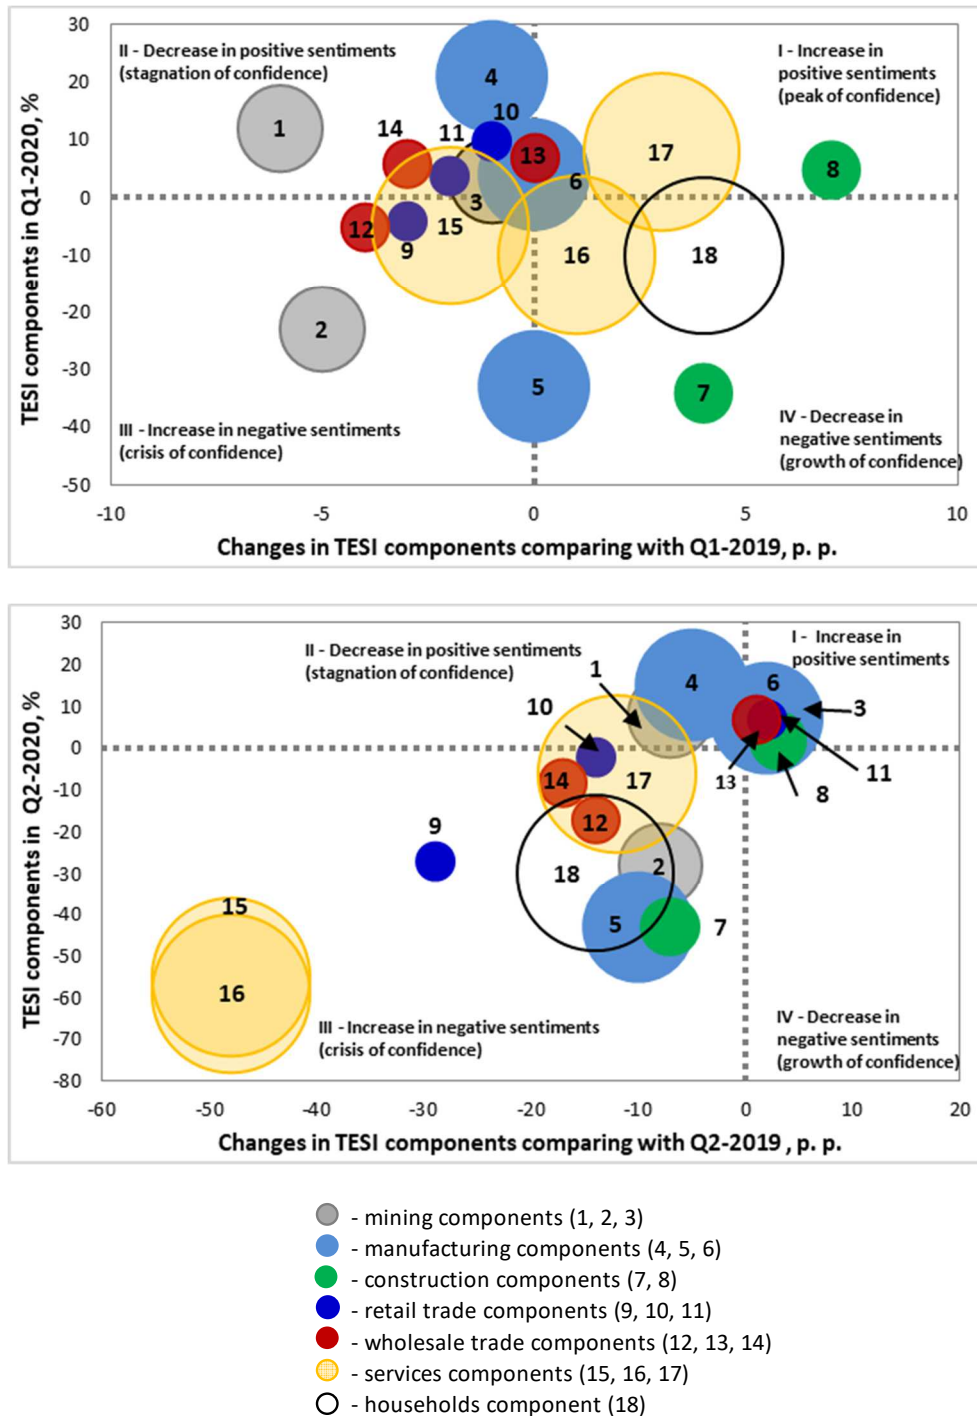 30
II - Decrease in positive sentiments
(stagnation of confidence)
I - Increase in
positive sentiments
(peak of confidence)
20
10
0
-10
-20
-30
-40
-50
4
10
1
14
11
13
17
8
6
3
12
9
15
16
18
2
5
7
III - Increase in negative sentiments
(crisis of confidence)
IV - Decrease in
negative sentiments
(growth of confidence)
TESI components in Q1-2020, %
-10
-5
0
5
10
Changes in TESI components comparing with Q1-2019, p. p.
30
II - Decrease in positive sentiments
(stagnation of confidence)
I - Increase in
positive sentiments
20
10
0
-10
-20
-30
-40
-50
-60
-70
-80
1
4
6
3
10
14
17
13
11
8
12
9
18
2
5
7
15
16
III - Increase in negative sentiments
(crisis of confidence)
IV - Decrease in
negative sentiments
(growth of confidence)
TESI components in Q2-2020, %
-60
-50
-40
-30
-20
-10
0
10
20
Changes in TESI components comparing with Q2-2019 , p. p.
- mining components (1, 2, 3)
- manufacturing components (4, 5, 6)
- construction components (7, 8)
- retail trade components (9, 10, 11)
- wholesale trade components (12, 13, 14)
- services components (15, 16, 17)
- households component (18)